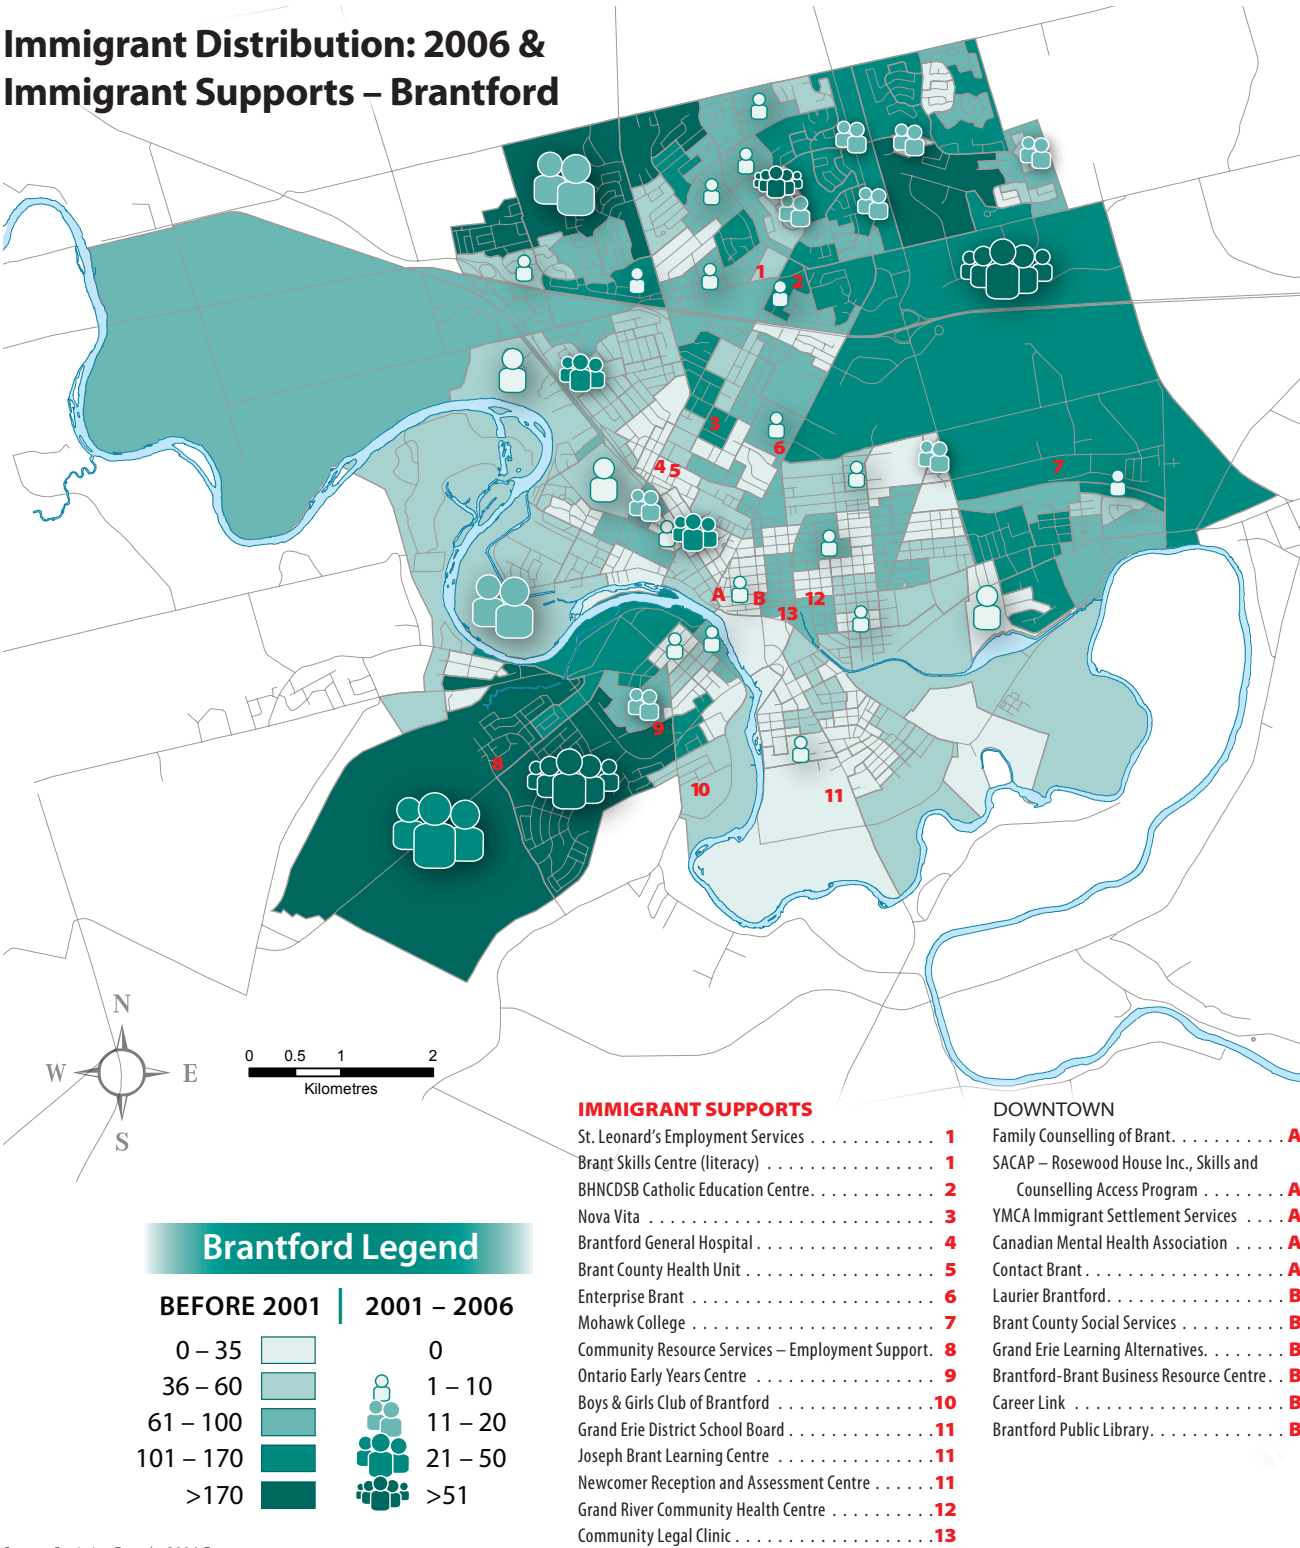 Immigrant Distribution: 2006 &
Immigrant Supports – Brantford
1
2
3
6
4
5
7
A
B
12
13
9
8
10
11
N
W
E
S
0 0.5 1 2
Kilometres
IMMIGRANT SUPPORTS
St. Leonard's Employment Services . . . . . . . . . . . . 1
Brant Skills Centre (literacy) . . . . . . . . . . . . . . . . 1
BHNCDSB Catholic Education Centre. . . . . . . . . . . . 2
Nova Vita . . . . . . . . . . . . . . . . . . . . . . . . . . . 3
Brantford General Hospital . . . . . . . . . . . . . . . . . 4
Brant County Health Unit . . . . . . . . . . . . . . . . . . 5
Enterprise Brant . . . . . . . . . . . . . . . . . . . . . . . 6
Mohawk College . . . . . . . . . . . . . . . . . . . . . . . 7
Community Resource Services – Employment Support. 8
Ontario Early Years Centre . . . . . . . . . . . . . . . . . 9
Boys & Girls Club of Brantford . . . . . . . . . . . . . . . 10
Grand Erie District School Board . . . . . . . . . . . . . . 11
Joseph Brant Learning Centre . . . . . . . . . . . . . . . 11
Newcomer Reception and Assessment Centre . . . . . . 11
Grand River Community Health Centre . . . . . . . . . . 12
Community Legal Clinic . . . . . . . . . . . . . . . . . . . 13
DOWNTOWN
Family Counselling of Brant. . . . . . . . . . . A
SACAP – Rosewood House Inc., Skills and
Counselling Access Program . . . . . . . . A
YMCA Immigrant Settlement Services . . . . A
Canadian Mental Health Association . . . . . A
Contact Brant . . . . . . . . . . . . . . . . . . . A
Laurier Brantford. . . . . . . . . . . . . . . . . B
Brant County Social Services . . . . . . . . . . B
Grand Erie Learning Alternatives. . . . . . . . B
Brantford-Brant Business Resource Centre. . B
Career Link . . . . . . . . . . . . . . . . . . . . B
Brantford Public Library. . . . . . . . . . . . . B
Brantford Legend
BEFORE 2001 | 2001 – 2006
0 – 35 0
36 – 60 1 – 10
61 – 100 11 – 20
101 – 170 21 – 50
>170 >51